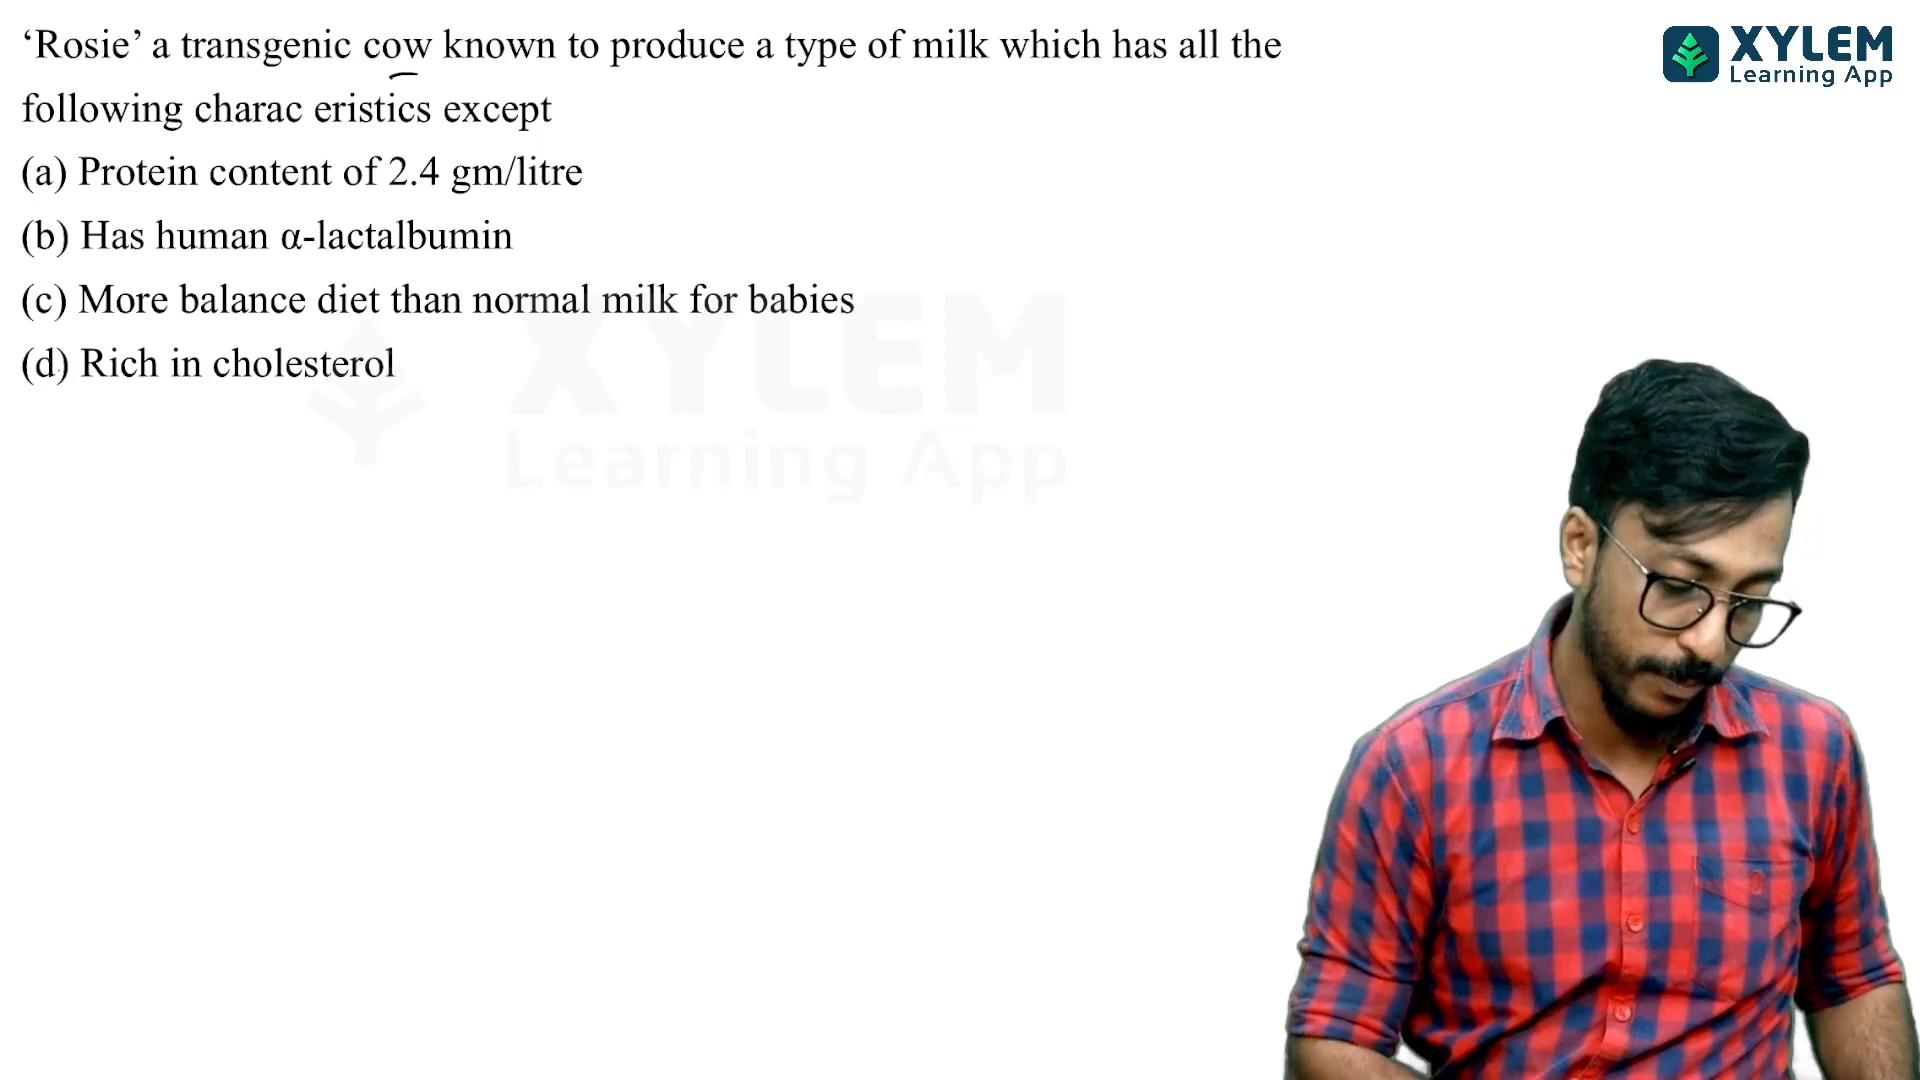 ‘Rosie’ a transgenic cow known to produce a type of milk which has all the
following charac eristics except
(a) Protein content of 2.4 gm/litre
(b) Has human α-lactalbumin
(c) More balance diet than normal milk for babies
(d) Rich in cholesterol
XYLEM
Learning App
XYLEM
Learning App